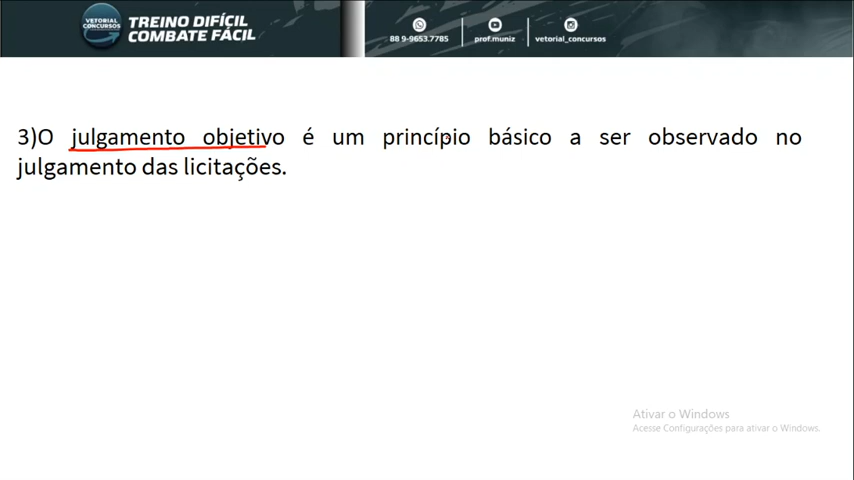 VETORIAL
CONCURSOS
TREINO DIFÍCIL
COMBATE FÁCIL
88 9-9653.7785
prof.muniz
vetorial_concursos
3)O julgamento objetivo é um princípio básico a ser observado no
julgamento das licitações.
Ativar o Windows
Acesse Configurações para ativar o Windows.